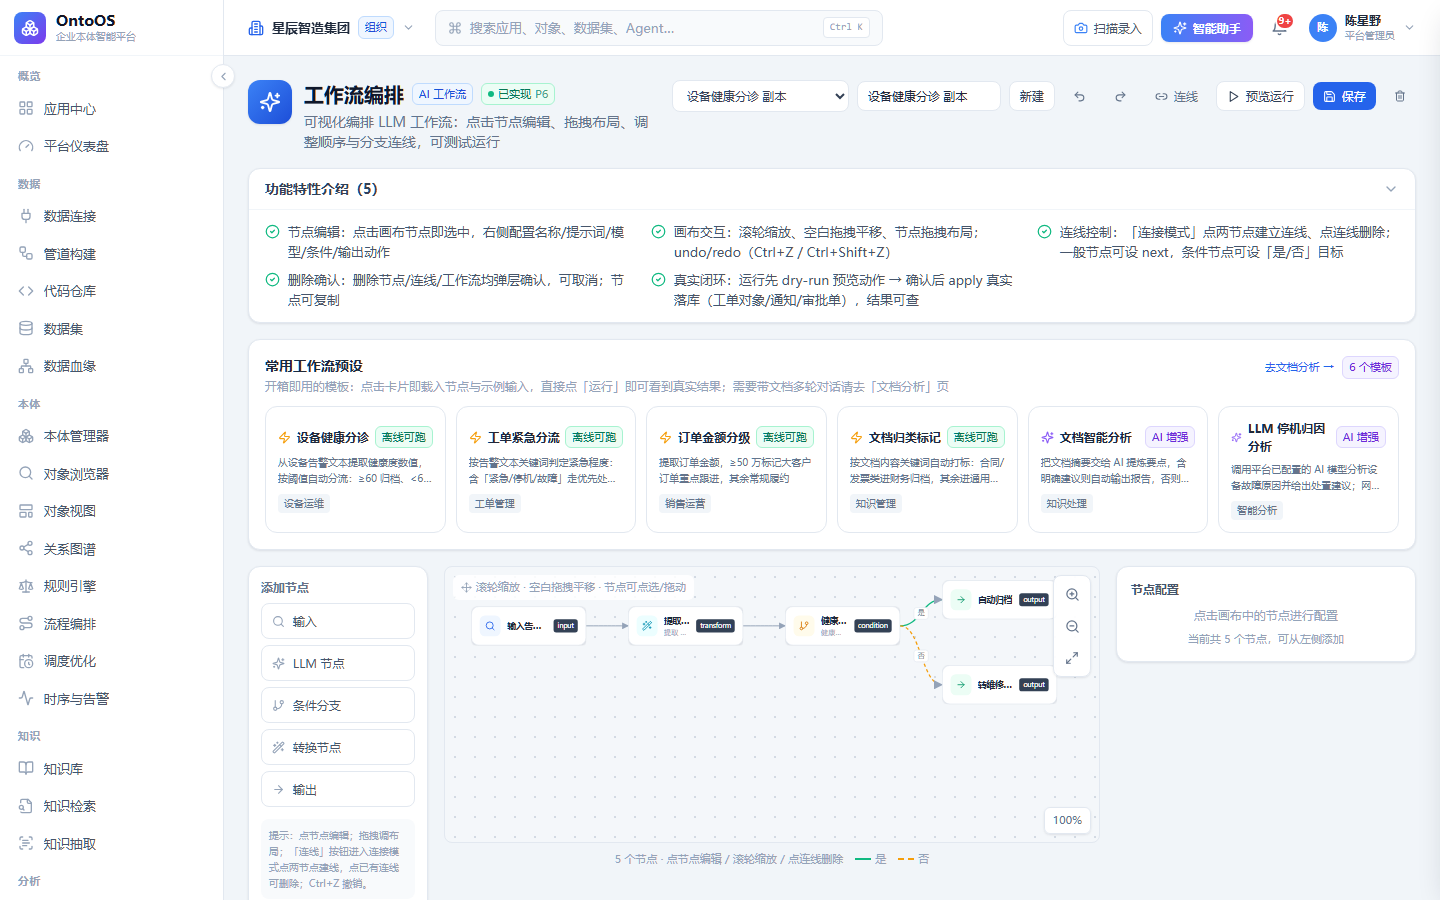 OntoOS
企业本体智能平台
概览
应用中心
平台仪表盘
数据
数据连接
管道构建
代码仓库
数据集
数据血缘
本体
本体管理器
对象浏览器
对象视图
关系图谱
规则引擎
流程编排
调度优化
时序与告警
知识
知识库
知识检索
知识抽取
分析
星辰智造集团 组织
搜索应用、对象、数据集、Agent... Ctrl K
扫描录入
智能助手
9+
陈
陈星野
平台管理员
工作流编排 AI 工作流 已实现 P6
可视化编排 LLM 工作流：点击节点编辑、拖拽布局、调
整顺序与分支连线，可测试运行
设备健康分诊 副本
设备健康分诊 副本
新建
连线
预览运行
保存
功能特性介绍（5）
节点编辑：点击画布节点即选中，右侧配置名称/提示词/模
型/条件/输出动作
画布交互：滚轮缩放、空白拖拽平移、节点拖拽布局；
undo/redo（Ctrl+Z / Ctrl+Shift+Z）
连线控制：「连接模式」点两节点建立连线、点连线删除；
一般节点可设 next，条件节点可设「是/否」目标
删除确认：删除节点/连线/工作流均弹层确认，可取消；节
点可复制
真实闭环：运行先 dry-run 预览动作 → 确认后 apply 真实
落库（工单对象/通知/审批单），结果可查
常用工作流预设
开箱即用的模板：点击卡片即载入节点与示例输入，直接点「运行」即可看到真实结果；需要带文档多轮对话请去「文档分析」页
去文档分析 →
6 个模板
设备健康分诊 离线可跑
从设备告警文本提取健康度数值，
按阈值自动分流：≥60 归档、<6...
设备运维
工单紧急分流 离线可跑
按告警文本关键词判定紧急程度：
含「紧急/停机/故障」走优先处...
工单管理
订单金额分级 离线可跑
提取订单金额，≥50 万标记大客户
订单重点跟进，其余常规履约
销售运营
文档归类标记 离线可跑
按文档内容关键词自动打标：合同/
发票类进财务归档，其余进通用...
知识管理
文档智能分析 AI 增强
把文档摘要交给 AI 提炼要点，含
明确建议则自动输出报告，否则...
知识处理
LLM 停机归因
分析
AI 增强
调用平台已配置的 AI 模型分析设
备故障原因并给出处置建议；网...
智能分析
添加节点
输入
LLM 节点
条件分支
转换节点
输出
提示：点节点编辑；拖拽调布
局；「连线」按钮进入连接模
式点两节点建线，点已有连线
可删除；Ctrl+Z 撤销。
滚轮缩放 · 空白拖拽平移 · 节点可点选/拖动
输入告... input
提取... transform
提取 ...
健康... condition
健康...
是
否
自动归档 output
转维修... output
100%
5 个节点 · 点节点编辑 / 滚轮缩放 / 点连线删除 是 否
节点配置
点击画布中的节点进行配置
当前共 5 个节点，可从左侧添加